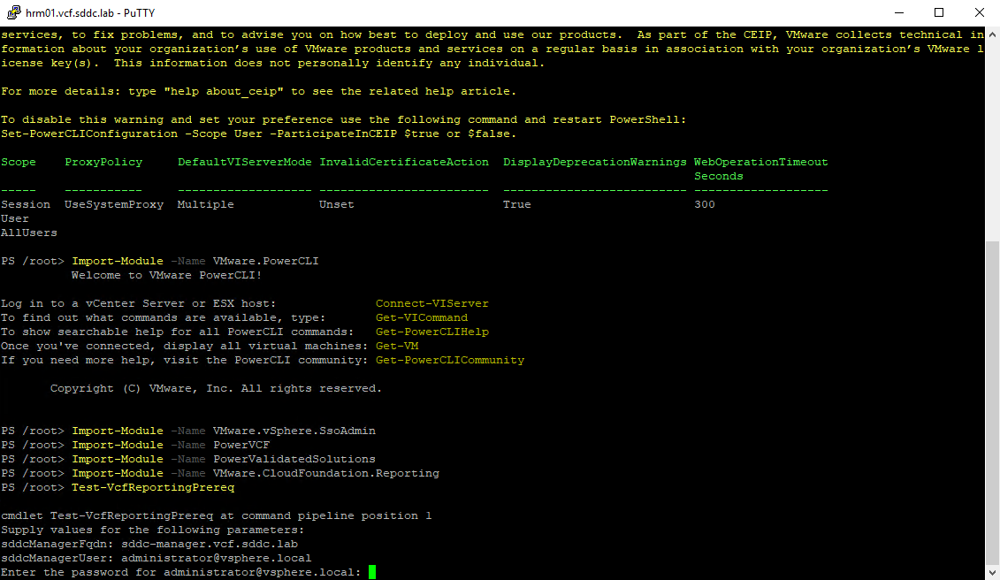 hrm01.vcf.sddc.lab - PuTTY
services, to fix problems, and to advise you on how best to deploy and use our products.  As part of the CEIP, VMware collects technical in
formation about your organization’s use of VMware products and services on a regular basis in association with your organization’s VMware l
icense key(s).  This information does not personally identify any individual.
For more details: type "help about_ceip" to see the related help article.
To disable this warning and set your preference use the following command and restart PowerShell:
Set-PowerCLIConfiguration -Scope User -ParticipateInCEIP $true or $false.
Scope    ProxyPolicy     DefaultVIServerMode InvalidCertificateAction  DisplayDeprecationWarnings WebOperationTimeout
Seconds
-----    -----------     ------------------- ------------------------  -------------------------- -------------------
Session  UseSystemProxy  Multiple            Unset                     True                       300
User
AllUsers
PS /root> Import-Module -Name VMware.PowerCLI
Welcome to VMware PowerCLI!
Log in to a vCenter Server or ESX host:              Connect-VIServer
To find out what commands are available, type:       Get-VICommand
To show searchable help for all PowerCLI commands:   Get-PowerCLIHelp
Once you've connected, display all virtual machines: Get-VM
If you need more help, visit the PowerCLI community: Get-PowerCLICommunity
Copyright (C) VMware, Inc. All rights reserved.
PS /root> Import-Module -Name VMware.vSphere.SsoAdmin
PS /root> Import-Module -Name PowerVCF
PS /root> Import-Module -Name PowerValidatedSolutions
PS /root> Import-Module -Name VMware.CloudFoundation.Reporting
PS /root> Test-VcfReportingPrereq
cmdlet Test-VcfReportingPrereq at command pipeline position 1
Supply values for the following parameters:
sddcManagerFqdn: sddc-manager.vcf.sddc.lab
sddcManagerUser: administrator@vsphere.local
Enter the password for administrator@vsphere.local: